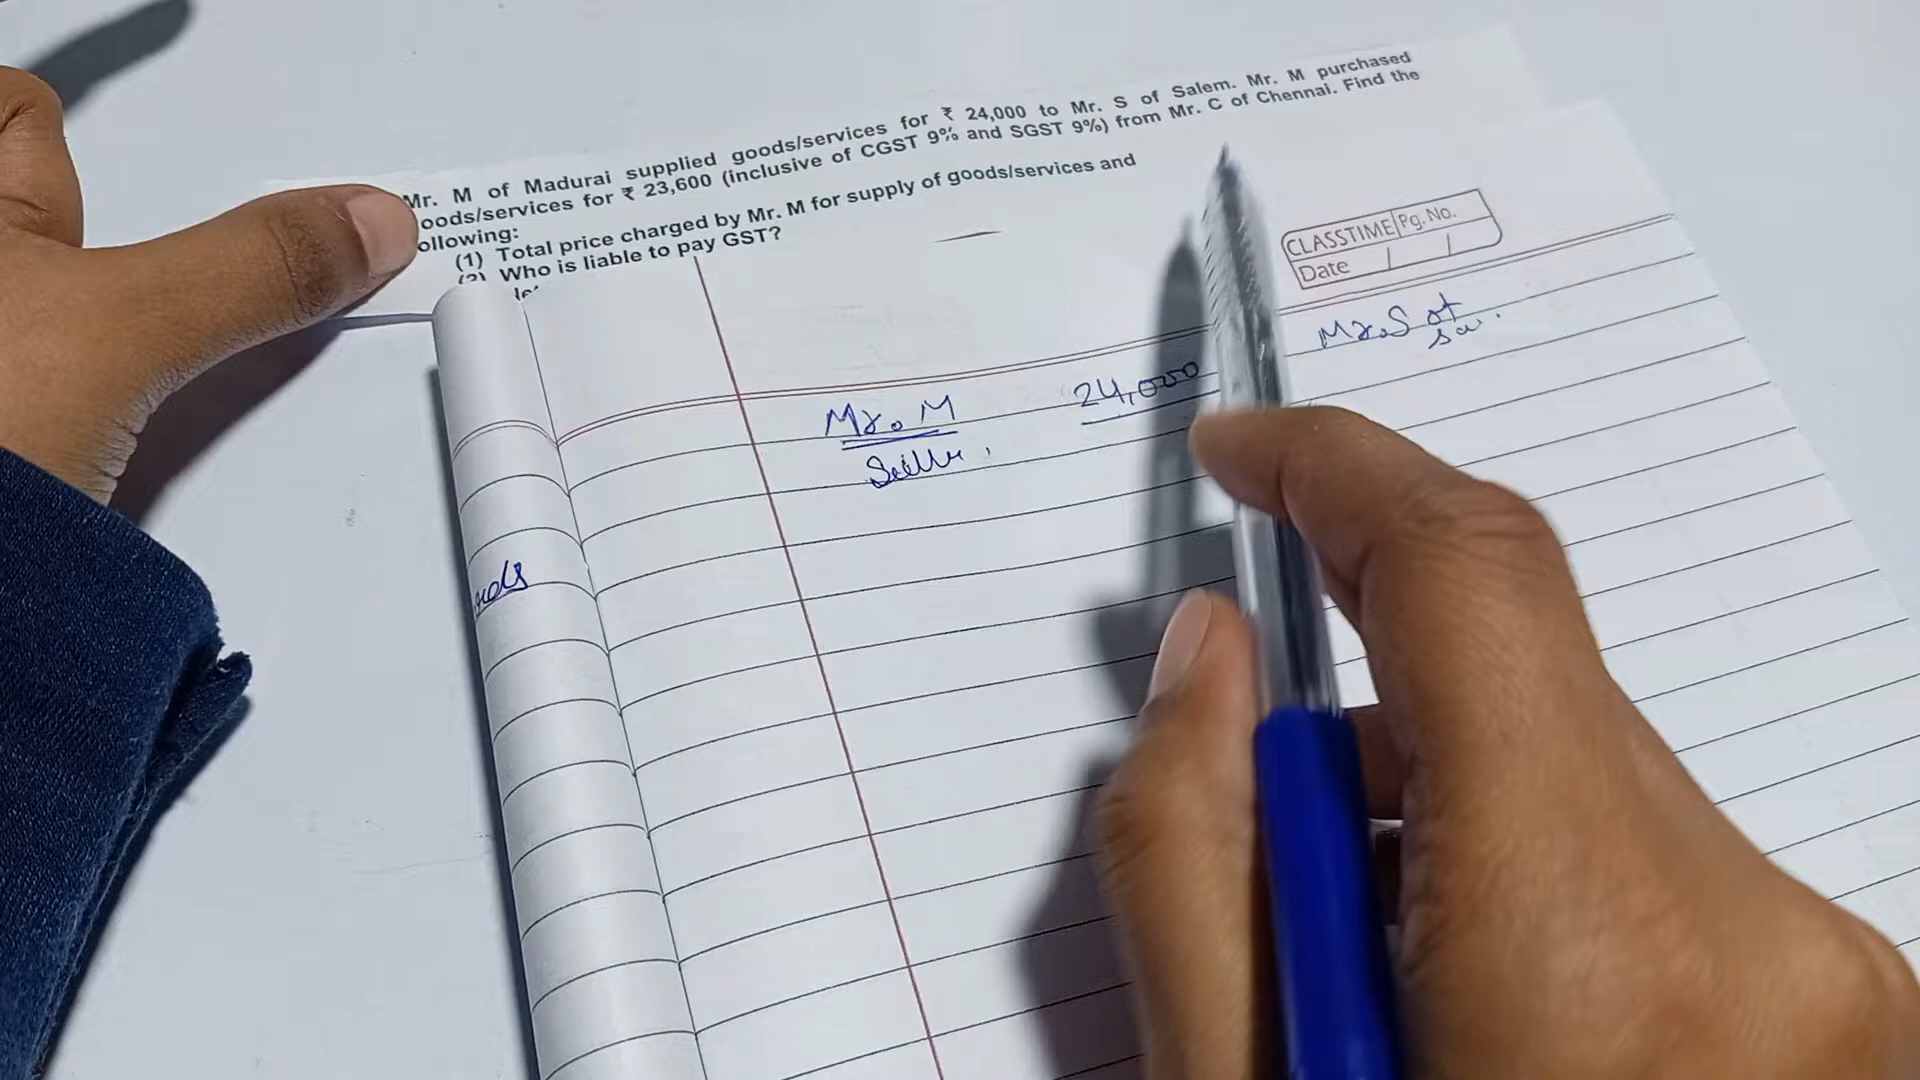 Mr. M of Madurai supplied goods/services for ₹ 24,000 to Mr. S of Salem. Mr. M purchased
oods/services for ₹ 23,600 (inclusive of CGST 9% and SGST 9%) from Mr. C of Chennai. Find the
ollowing:
(1) Total price charged by Mr. M for supply of goods/services and
(2) Who is liable to pay GST?
CLASSTIME Pg. No.
Date / /
Mr. S of
Mr. M 24,000